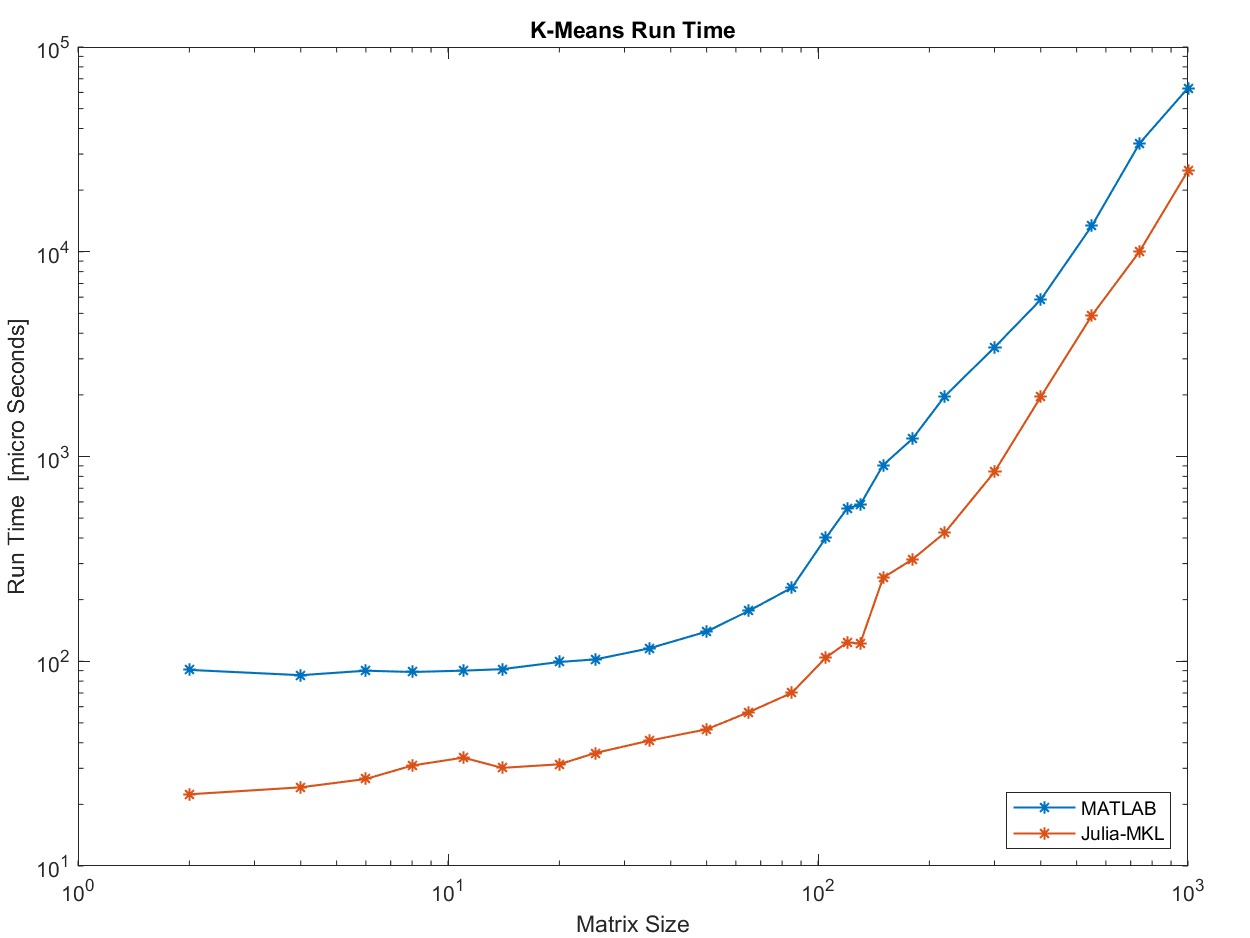 K-Means Run Time
10^5
10^4
10^3
10^2
10^1
Run Time [micro Seconds]
MATLAB
Julia-MKL
10^0 10^1 10^2 10^3
Matrix Size